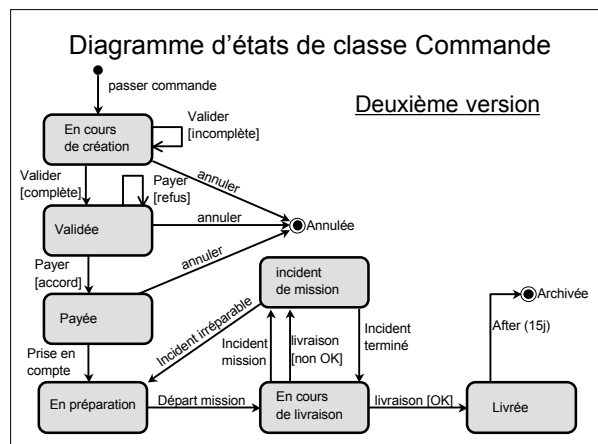 Diagramme d'états de classe Commande
passer commande
Deuxième version
En cours
de création
Valider
[incomplète]
Valider
[complète]
Payer
[refus]
annuler
annuler
Validée
Annulée
Payer
[accord]
annuler
incident
de mission
Archivée
Payée
Incident irréparable
Incident
mission
livraison
[non OK]
Incident
terminé
After (15j)
Prise en
compte
En préparation
Départ mission
En cours
de livraison
livraison [OK]
Livrée